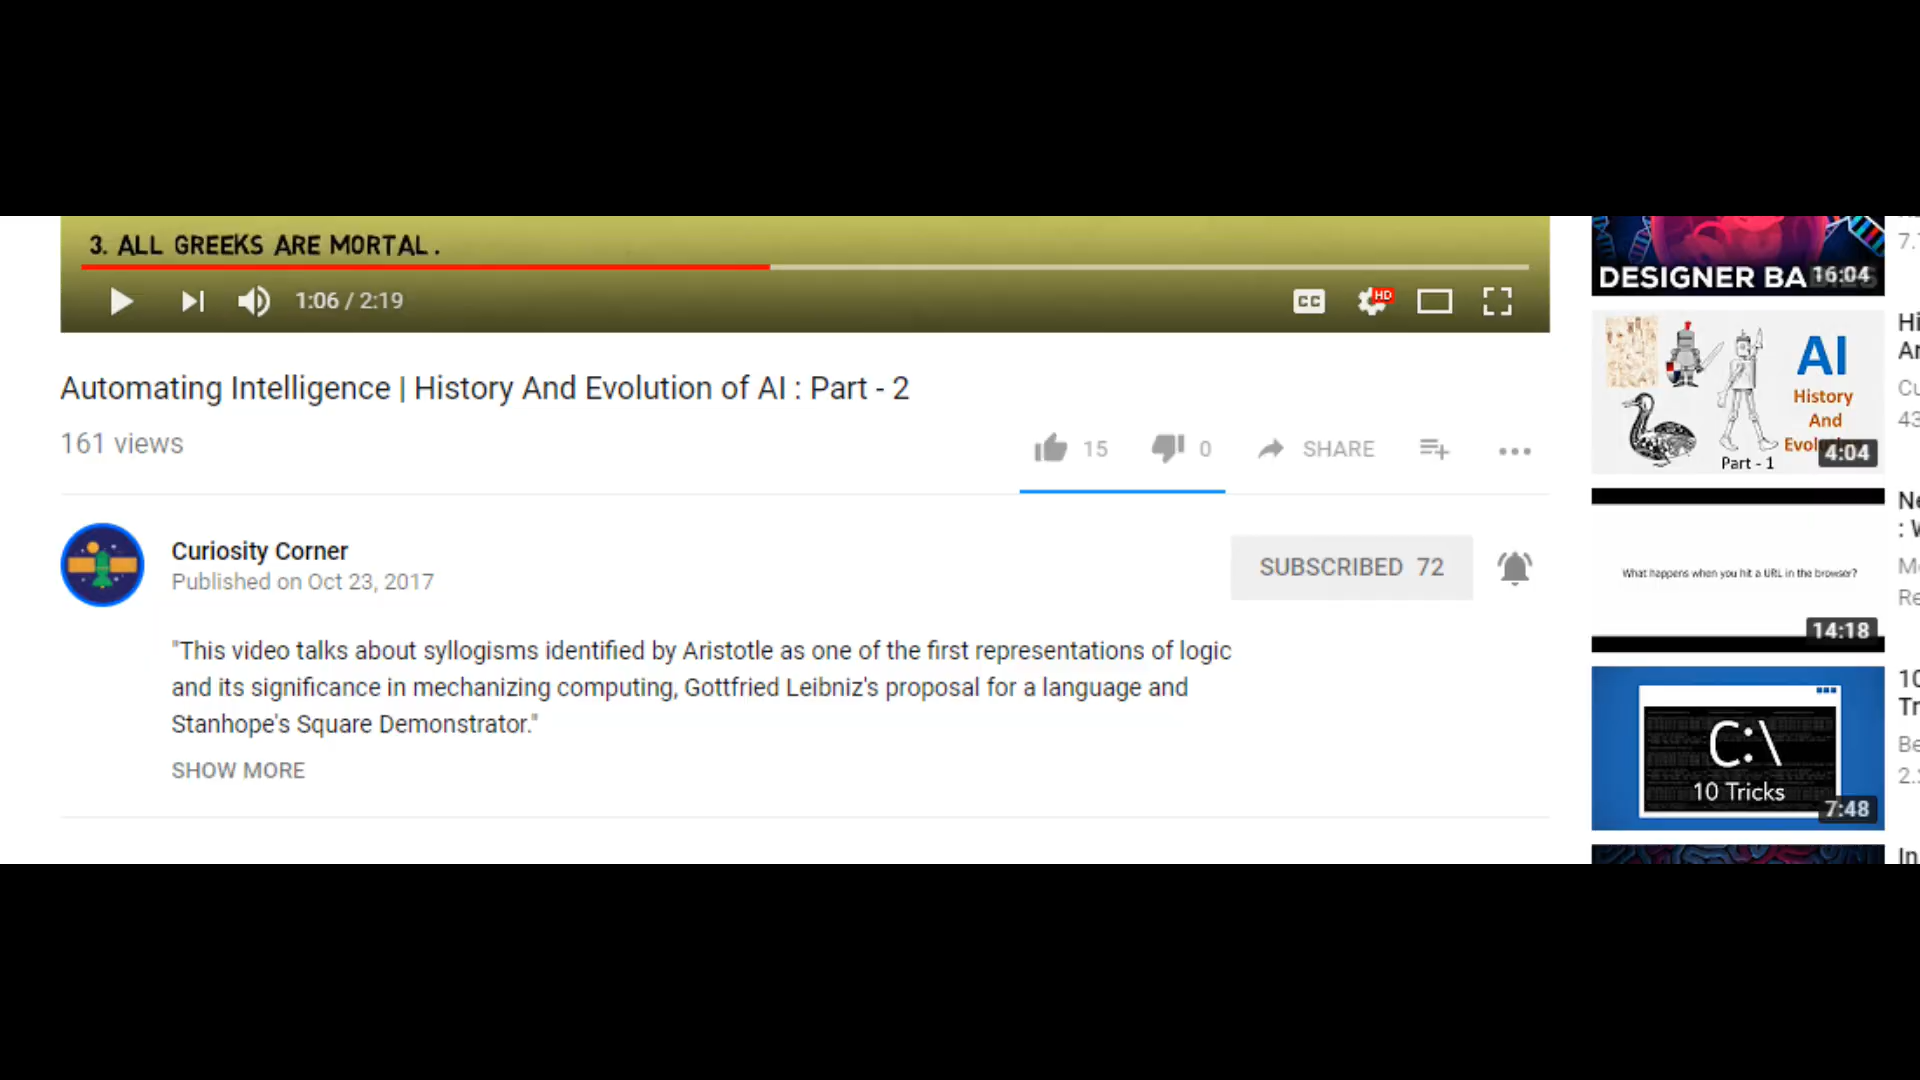 3. ALL GREEKS ARE MORTAL.
1:06 / 2:19
CC
HD
Automating Intelligence | History And Evolution of AI : Part - 2
161 views
15
0
SHARE
Curiosity Corner
Published on Oct 23, 2017
SUBSCRIBED 72
"This video talks about syllogisms identified by Aristotle as one of the first representations of logic
and its significance in mechanizing computing, Gottfried Leibniz's proposal for a language and
Stanhope's Square Demonstrator."
SHOW MORE
DESIGNER BA
16:04
AI
History
And
Evol
Part - 1
4:04
What happens when you hit a URL in the browser?
14:18
C:\
10 Tricks
7:48